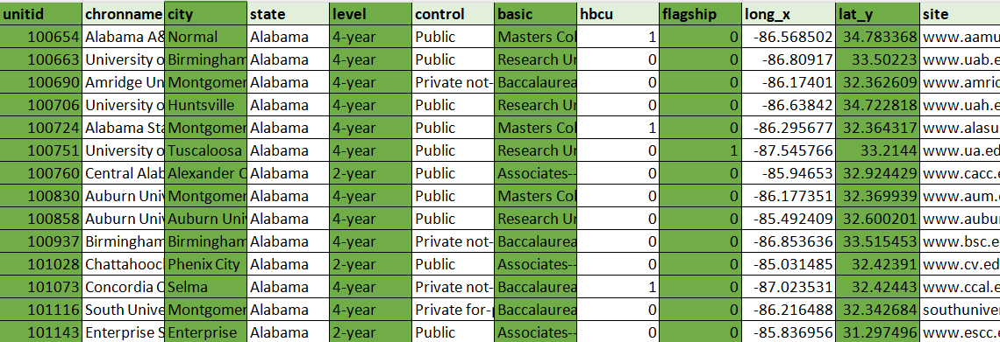 unitid chronname city state level control basic hbcu flagship long_x lat_y site
100654 Alabama A& Normal Alabama 4-year Public Masters Col 1 0 -86.568502 34.783368 www.aamu.
100663 University o Birmingham Alabama 4-year Public Research Un 0 0 -86.80917 33.50223 www.uab.e
100690 Amridge Un Montgomer Alabama 4-year Private not- Baccalaurea 0 0 -86.17401 32.362609 www.amric
100706 University o Huntsville Alabama 4-year Public Research Un 0 0 -86.63842 34.722818 www.uah.e
100724 Alabama Sta Montgomer Alabama 4-year Public Masters Col 1 0 -86.295677 32.364317 www.alasu
100751 University o Tuscaloosa Alabama 4-year Public Research Un 0 1 -87.545766 33.2144 www.ua.ed
100760 Central Alab Alexander C Alabama 2-year Public Associates-- 0 0 -85.94653 32.924429 www.cacc.e
100830 Auburn Univ Montgomer Alabama 4-year Public Masters Col 0 0 -86.177351 32.369939 www.aum.
100858 Auburn Univ Auburn Uni Alabama 4-year Public Research Un 0 0 -85.492409 32.600201 www.aubu
100937 Birmingham Birmingham Alabama 4-year Private not- Baccalaurea 0 0 -86.853636 33.515453 www.bsc.e
101028 Chattahooc Phenix City Alabama 2-year Public Associates-- 0 0 -85.031485 32.42391 www.cv.ed
101073 Concordia C Selma Alabama 4-year Private not- Baccalaurea 1 0 -87.023531 32.42443 www.ccal.e
101116 South Unive Montgomer Alabama 4-year Private for-p Baccalaurea 0 0 -86.216488 32.342684 southuniver
101143 Enterprise S Enterprise Alabama 2-year Public Associates-- 0 0 -85.836956 31.297496 www.escc.e